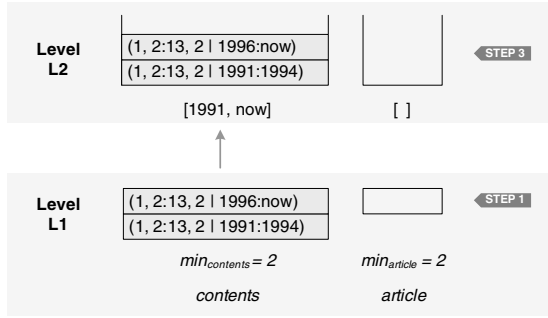 Level
L2
(1, 2:13, 2 | 1996:now)
(1, 2:13, 2 | 1991:1994)
STEP 3
[1991, now]
[ ]
Level
L1
(1, 2:13, 2 | 1996:now)
(1, 2:13, 2 | 1991:1994)
STEP 1
min_contents = 2
min_article = 2
contents
article